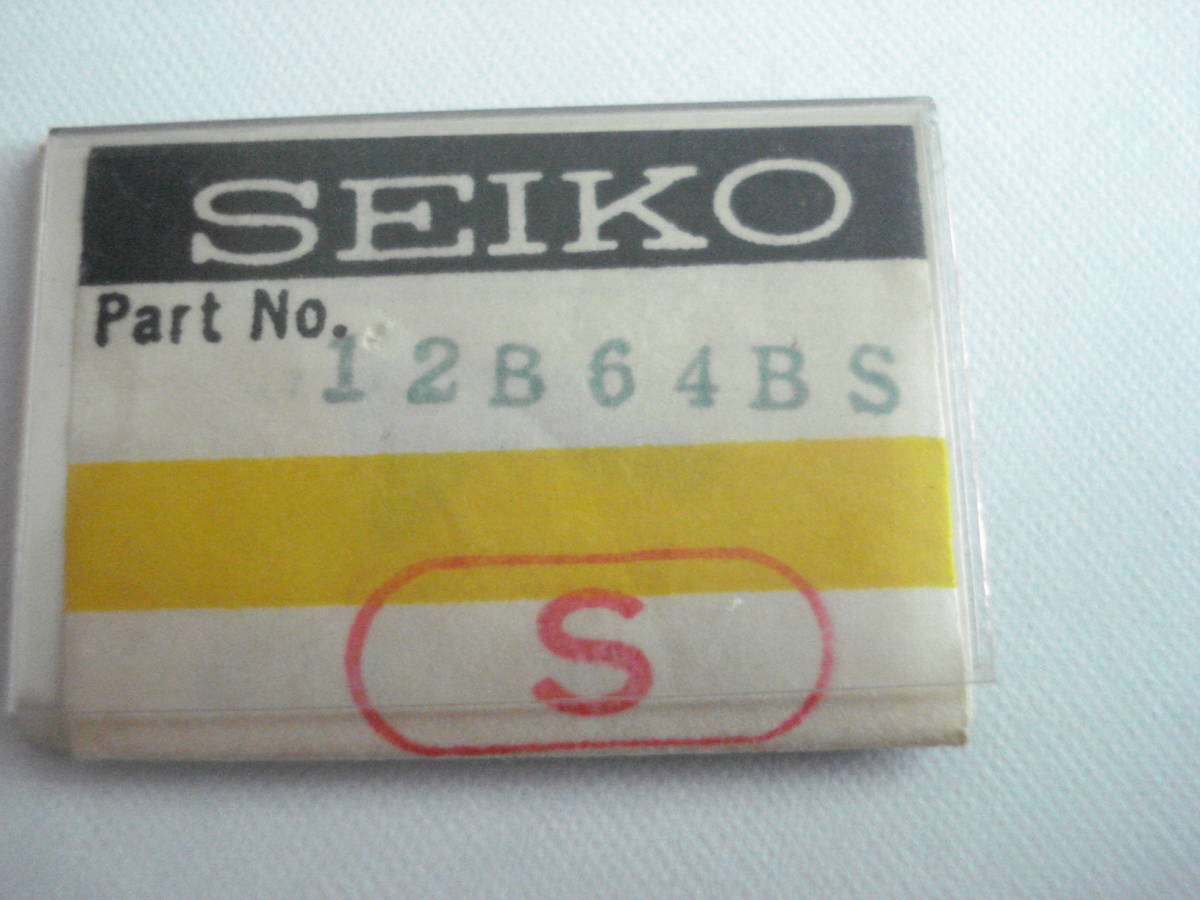 SEIKO
Part No.
12B64BS
S